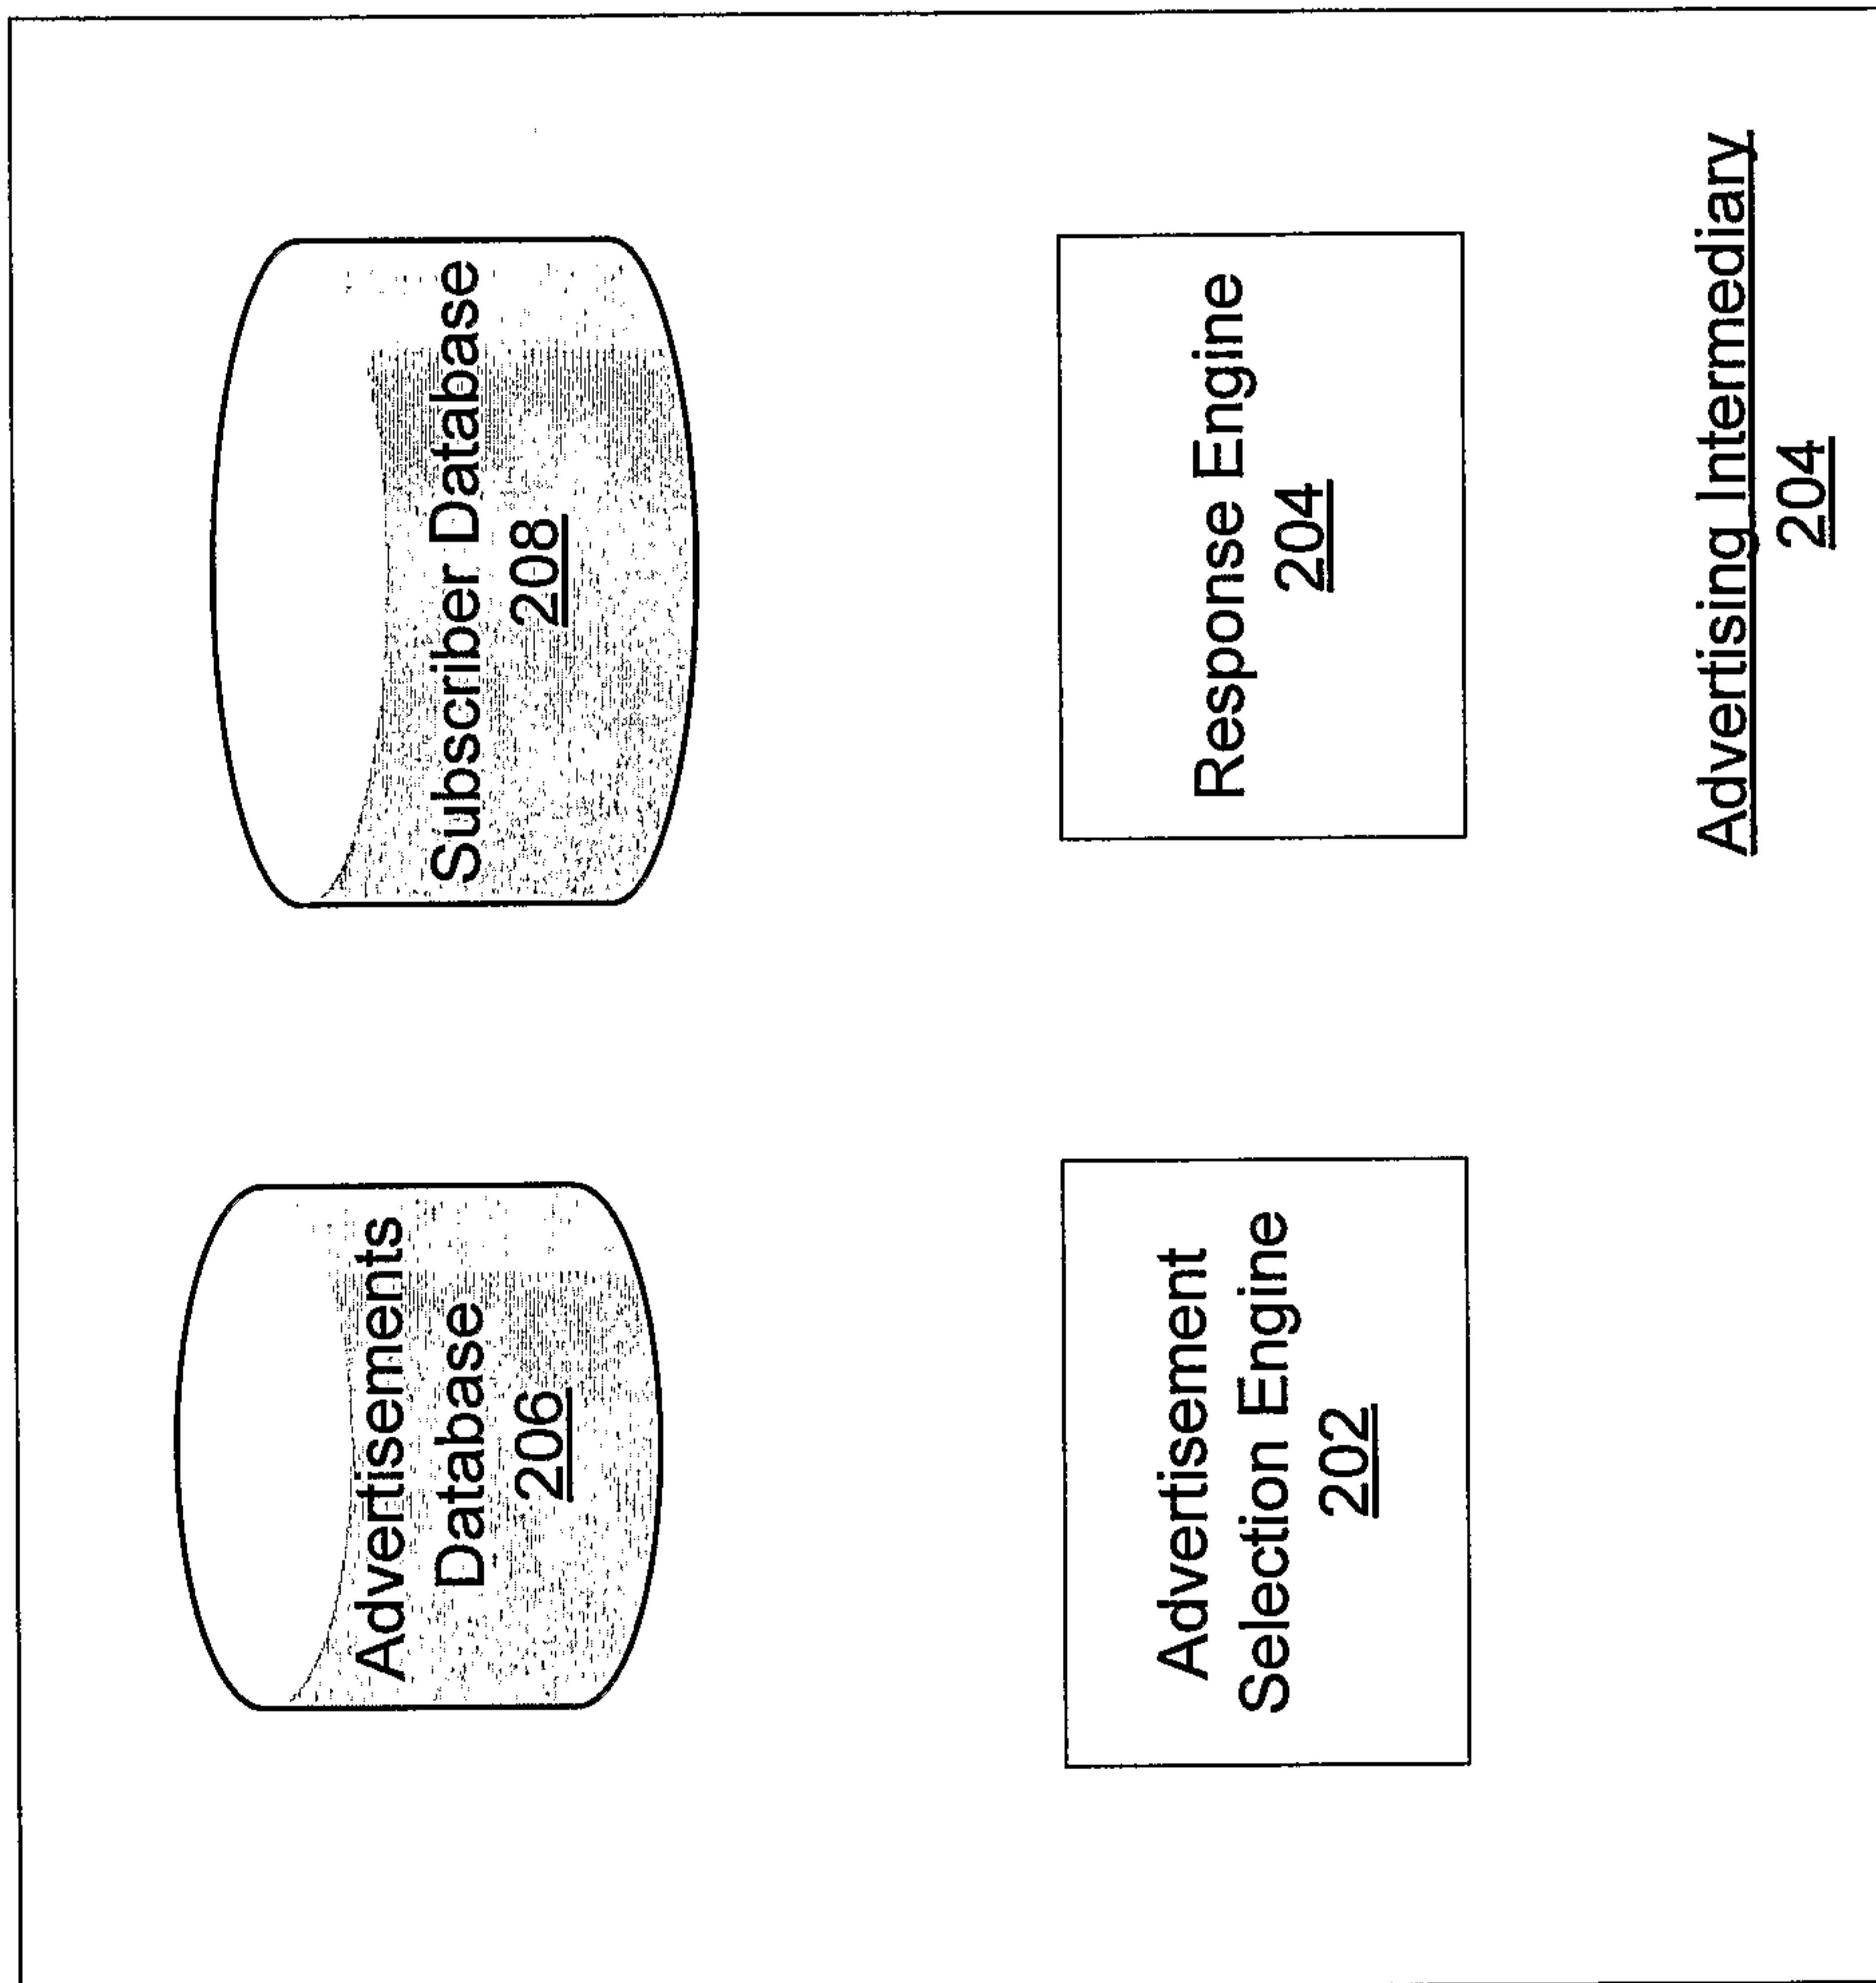 Advertisements
Database
206
Subscriber Database
208
Advertisement
Selection Engine
202
Response Engine
204
Advertising Intermediary
204